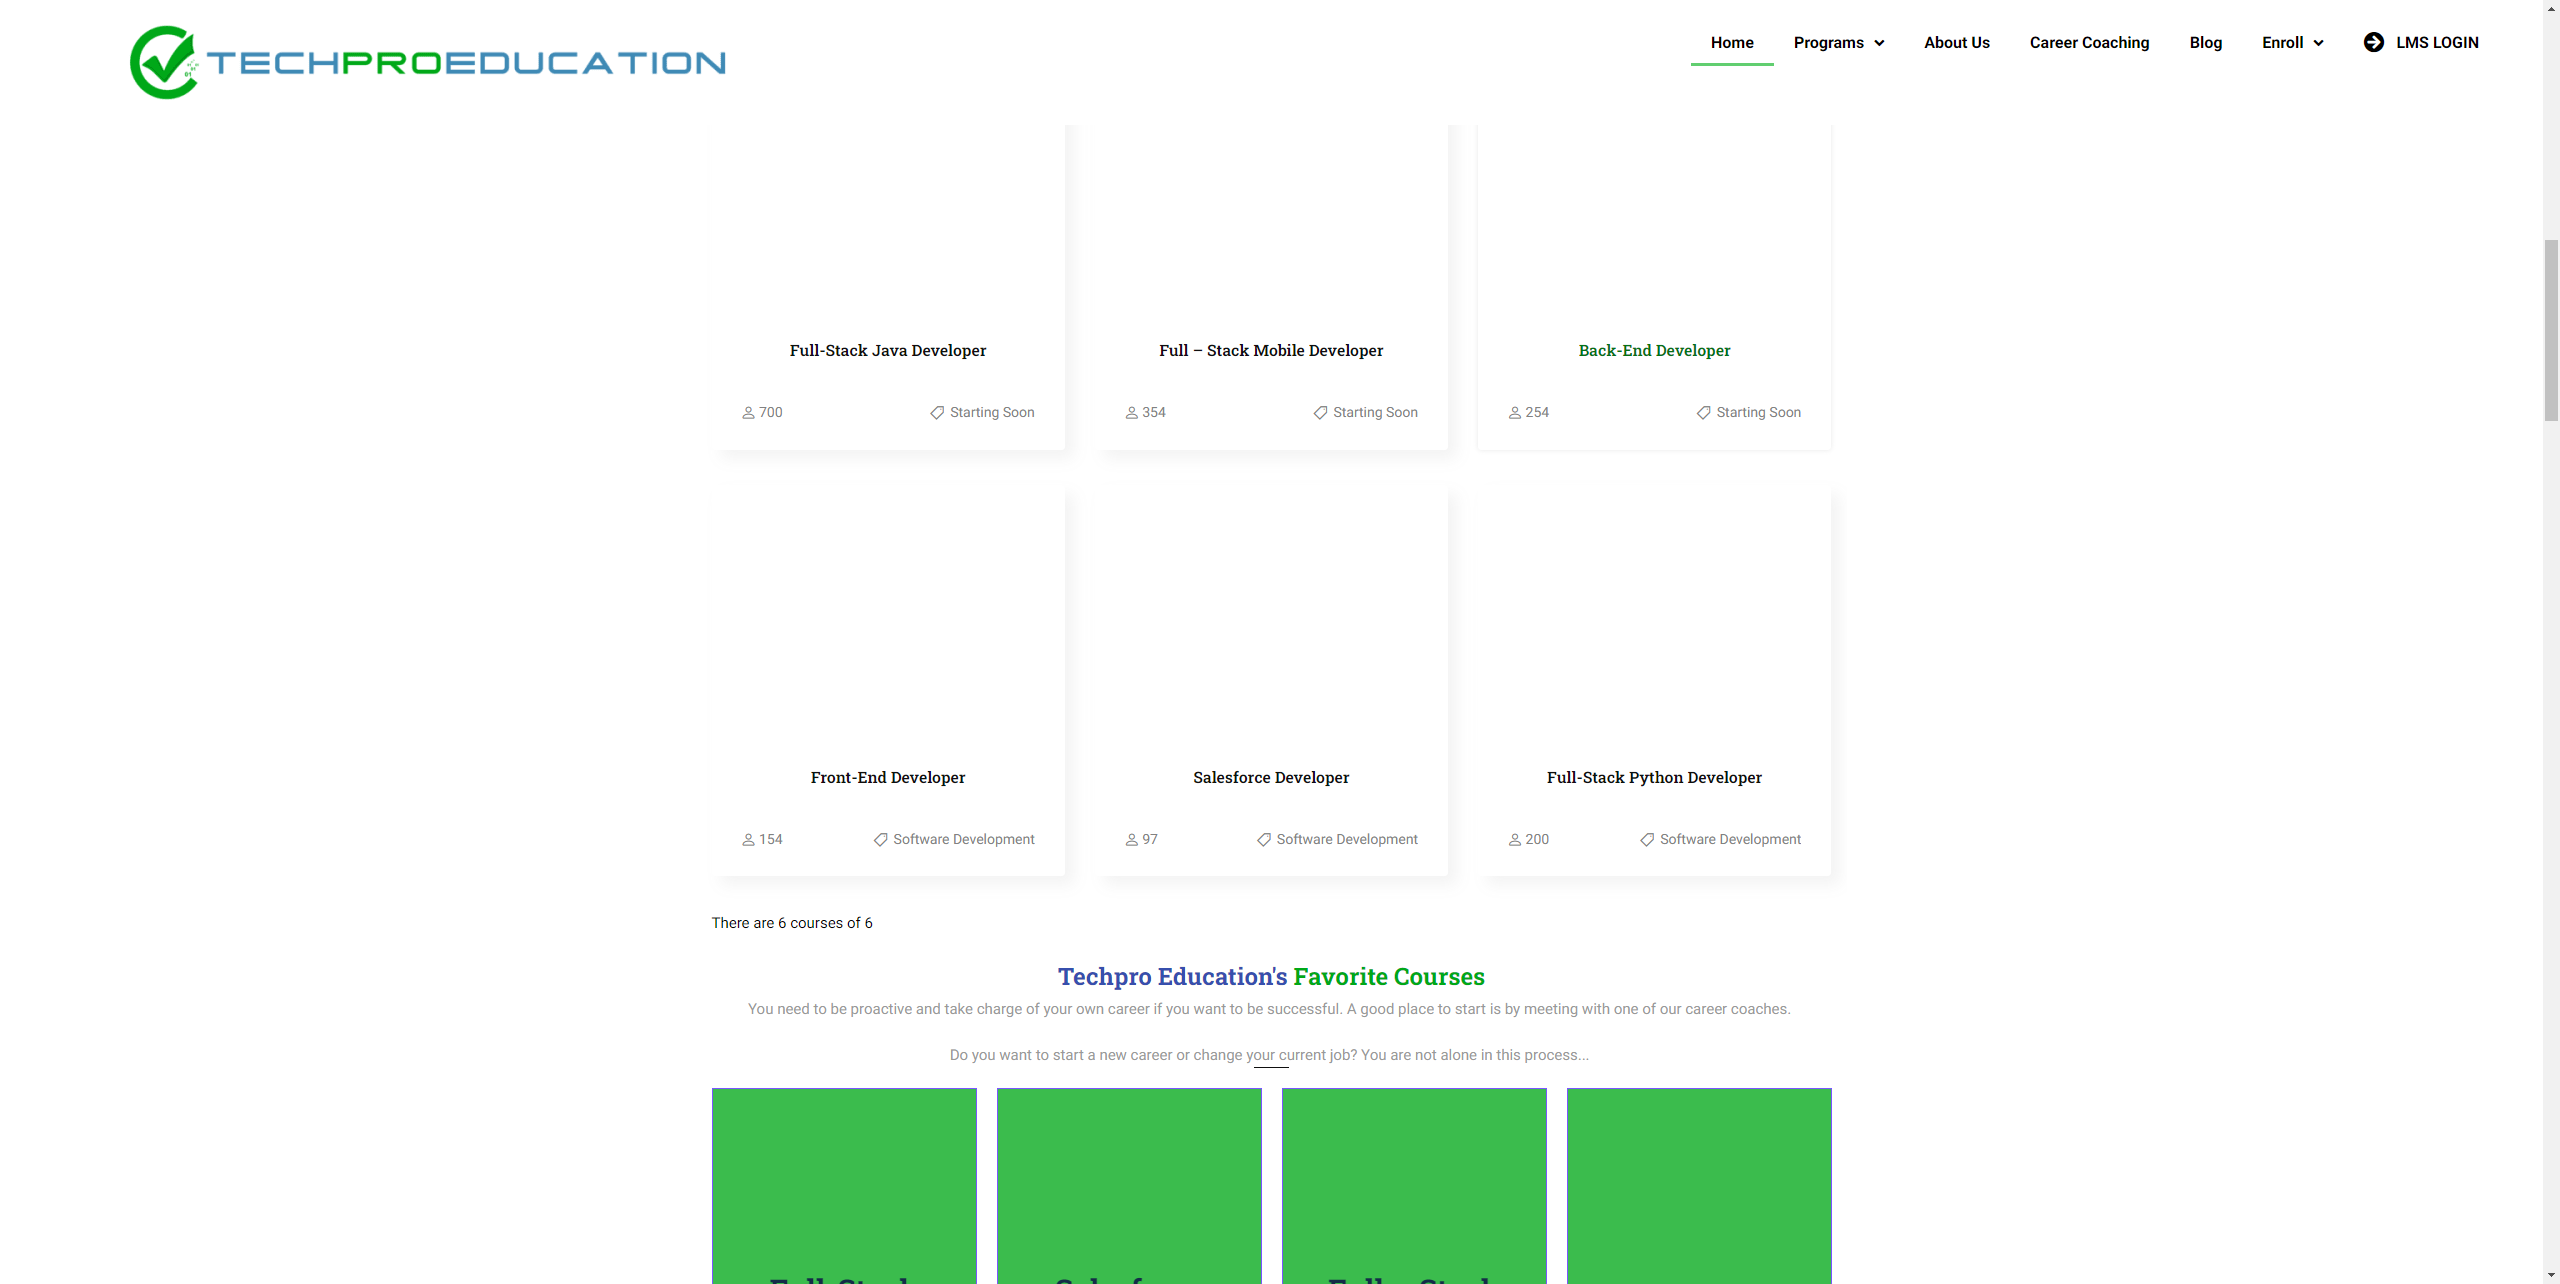 TECHPROEDUCATION
Home Programs About Us Career Coaching Blog Enroll LMS LOGIN
Full-Stack Java Developer
700 Starting Soon
Full – Stack Mobile Developer
354 Starting Soon
Back-End Developer
254 Starting Soon
Front-End Developer
154 Software Development
Salesforce Developer
97 Software Development
Full-Stack Python Developer
200 Software Development
There are 6 courses of 6
Techpro Education's Favorite Courses
You need to be proactive and take charge of your own career if you want to be successful. A good place to start is by meeting with one of our career coaches.
Do you want to start a new career or change your current job? You are not alone in this process...